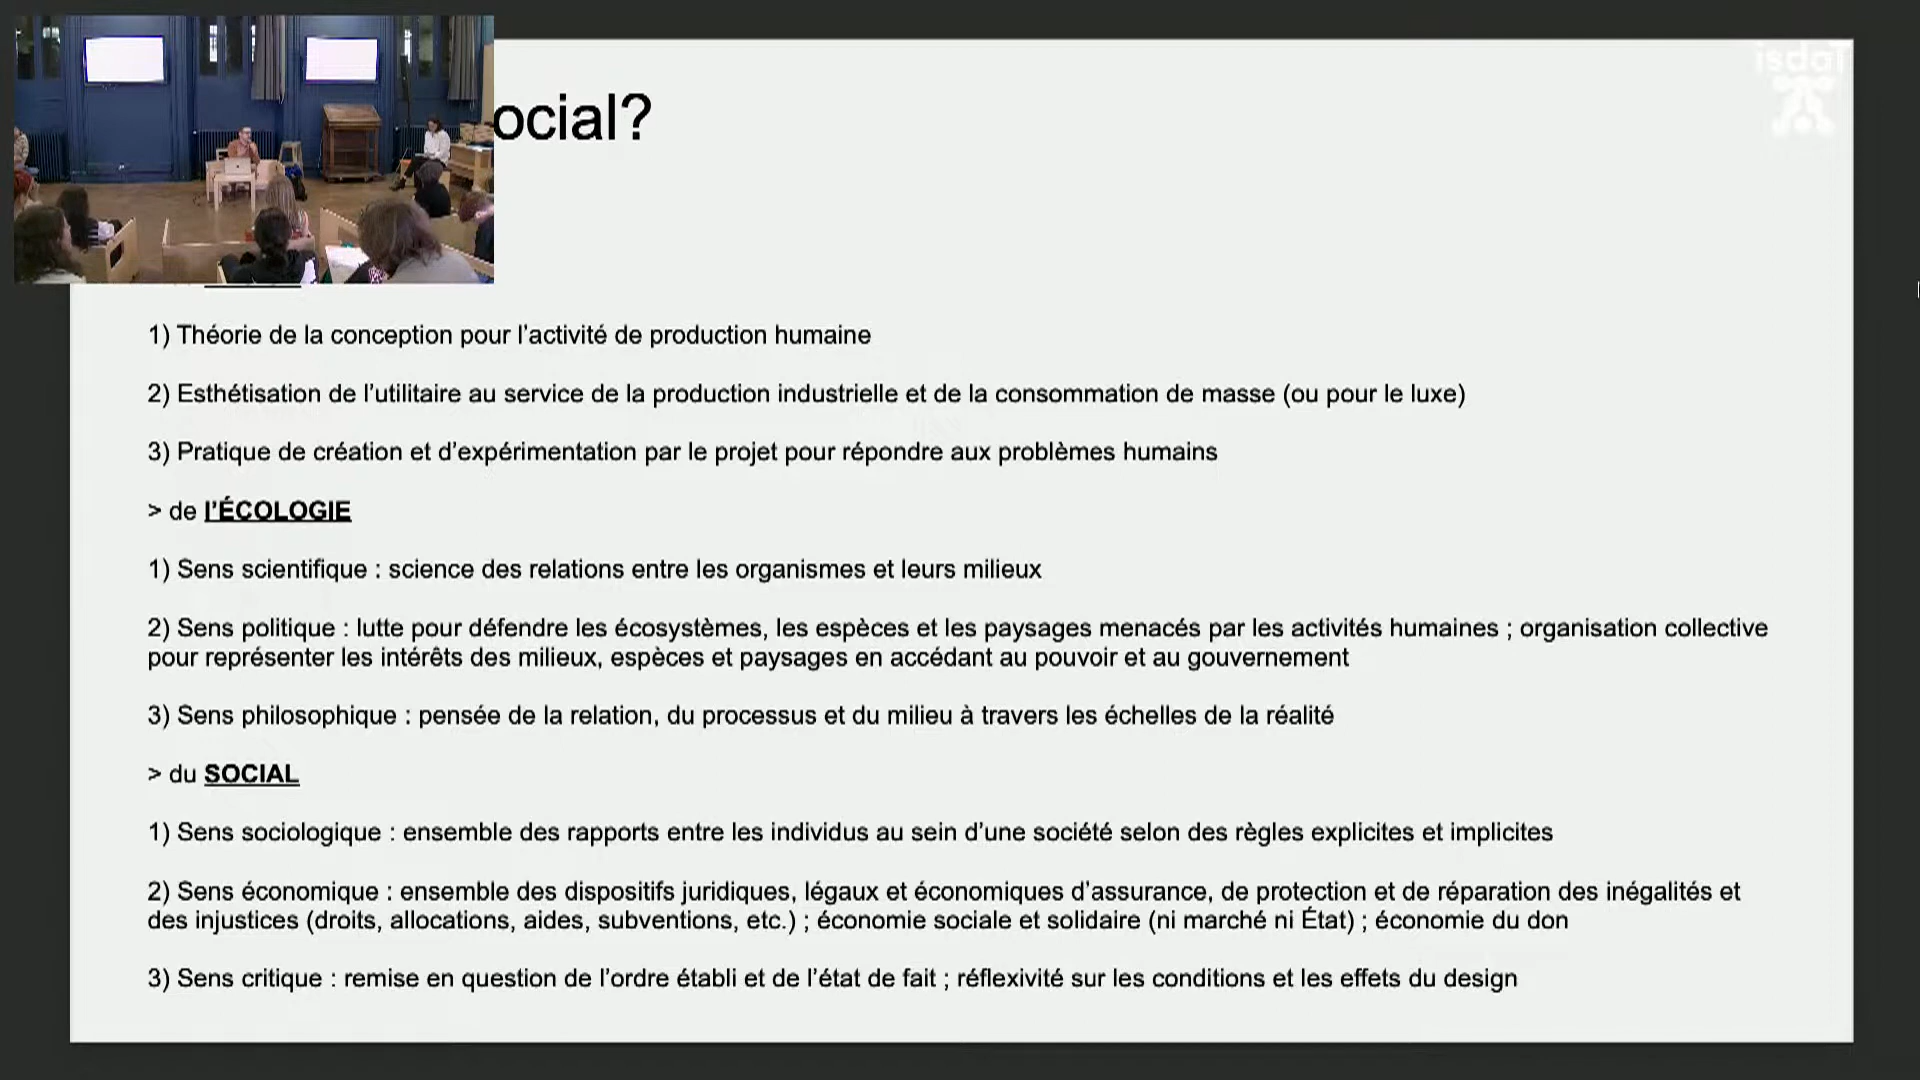 isdaT
ocial?
1) Théorie de la conception pour l'activité de production humaine
2) Esthétisation de l'utilitaire au service de la production industrielle et de la consommation de masse (ou pour le luxe)
3) Pratique de création et d'expérimentation par le projet pour répondre aux problèmes humains
> de l'ÉCOLOGIE
1) Sens scientifique : science des relations entre les organismes et leurs milieux
2) Sens politique : lutte pour défendre les écosystèmes, les espèces et les paysages menacés par les activités humaines ; organisation collective
pour représenter les intérêts des milieux, espèces et paysages en accédant au pouvoir et au gouvernement
3) Sens philosophique : pensée de la relation, du processus et du milieu à travers les échelles de la réalité
> du SOCIAL
1) Sens sociologique : ensemble des rapports entre les individus au sein d'une société selon des règles explicites et implicites
2) Sens économique : ensemble des dispositifs juridiques, légaux et économiques d'assurance, de protection et de réparation des inégalités et
des injustices (droits, allocations, aides, subventions, etc.) ; économie sociale et solidaire (ni marché ni État) ; économie du don
3) Sens critique : remise en question de l'ordre établi et de l'état de fait ; réflexivité sur les conditions et les effets du design